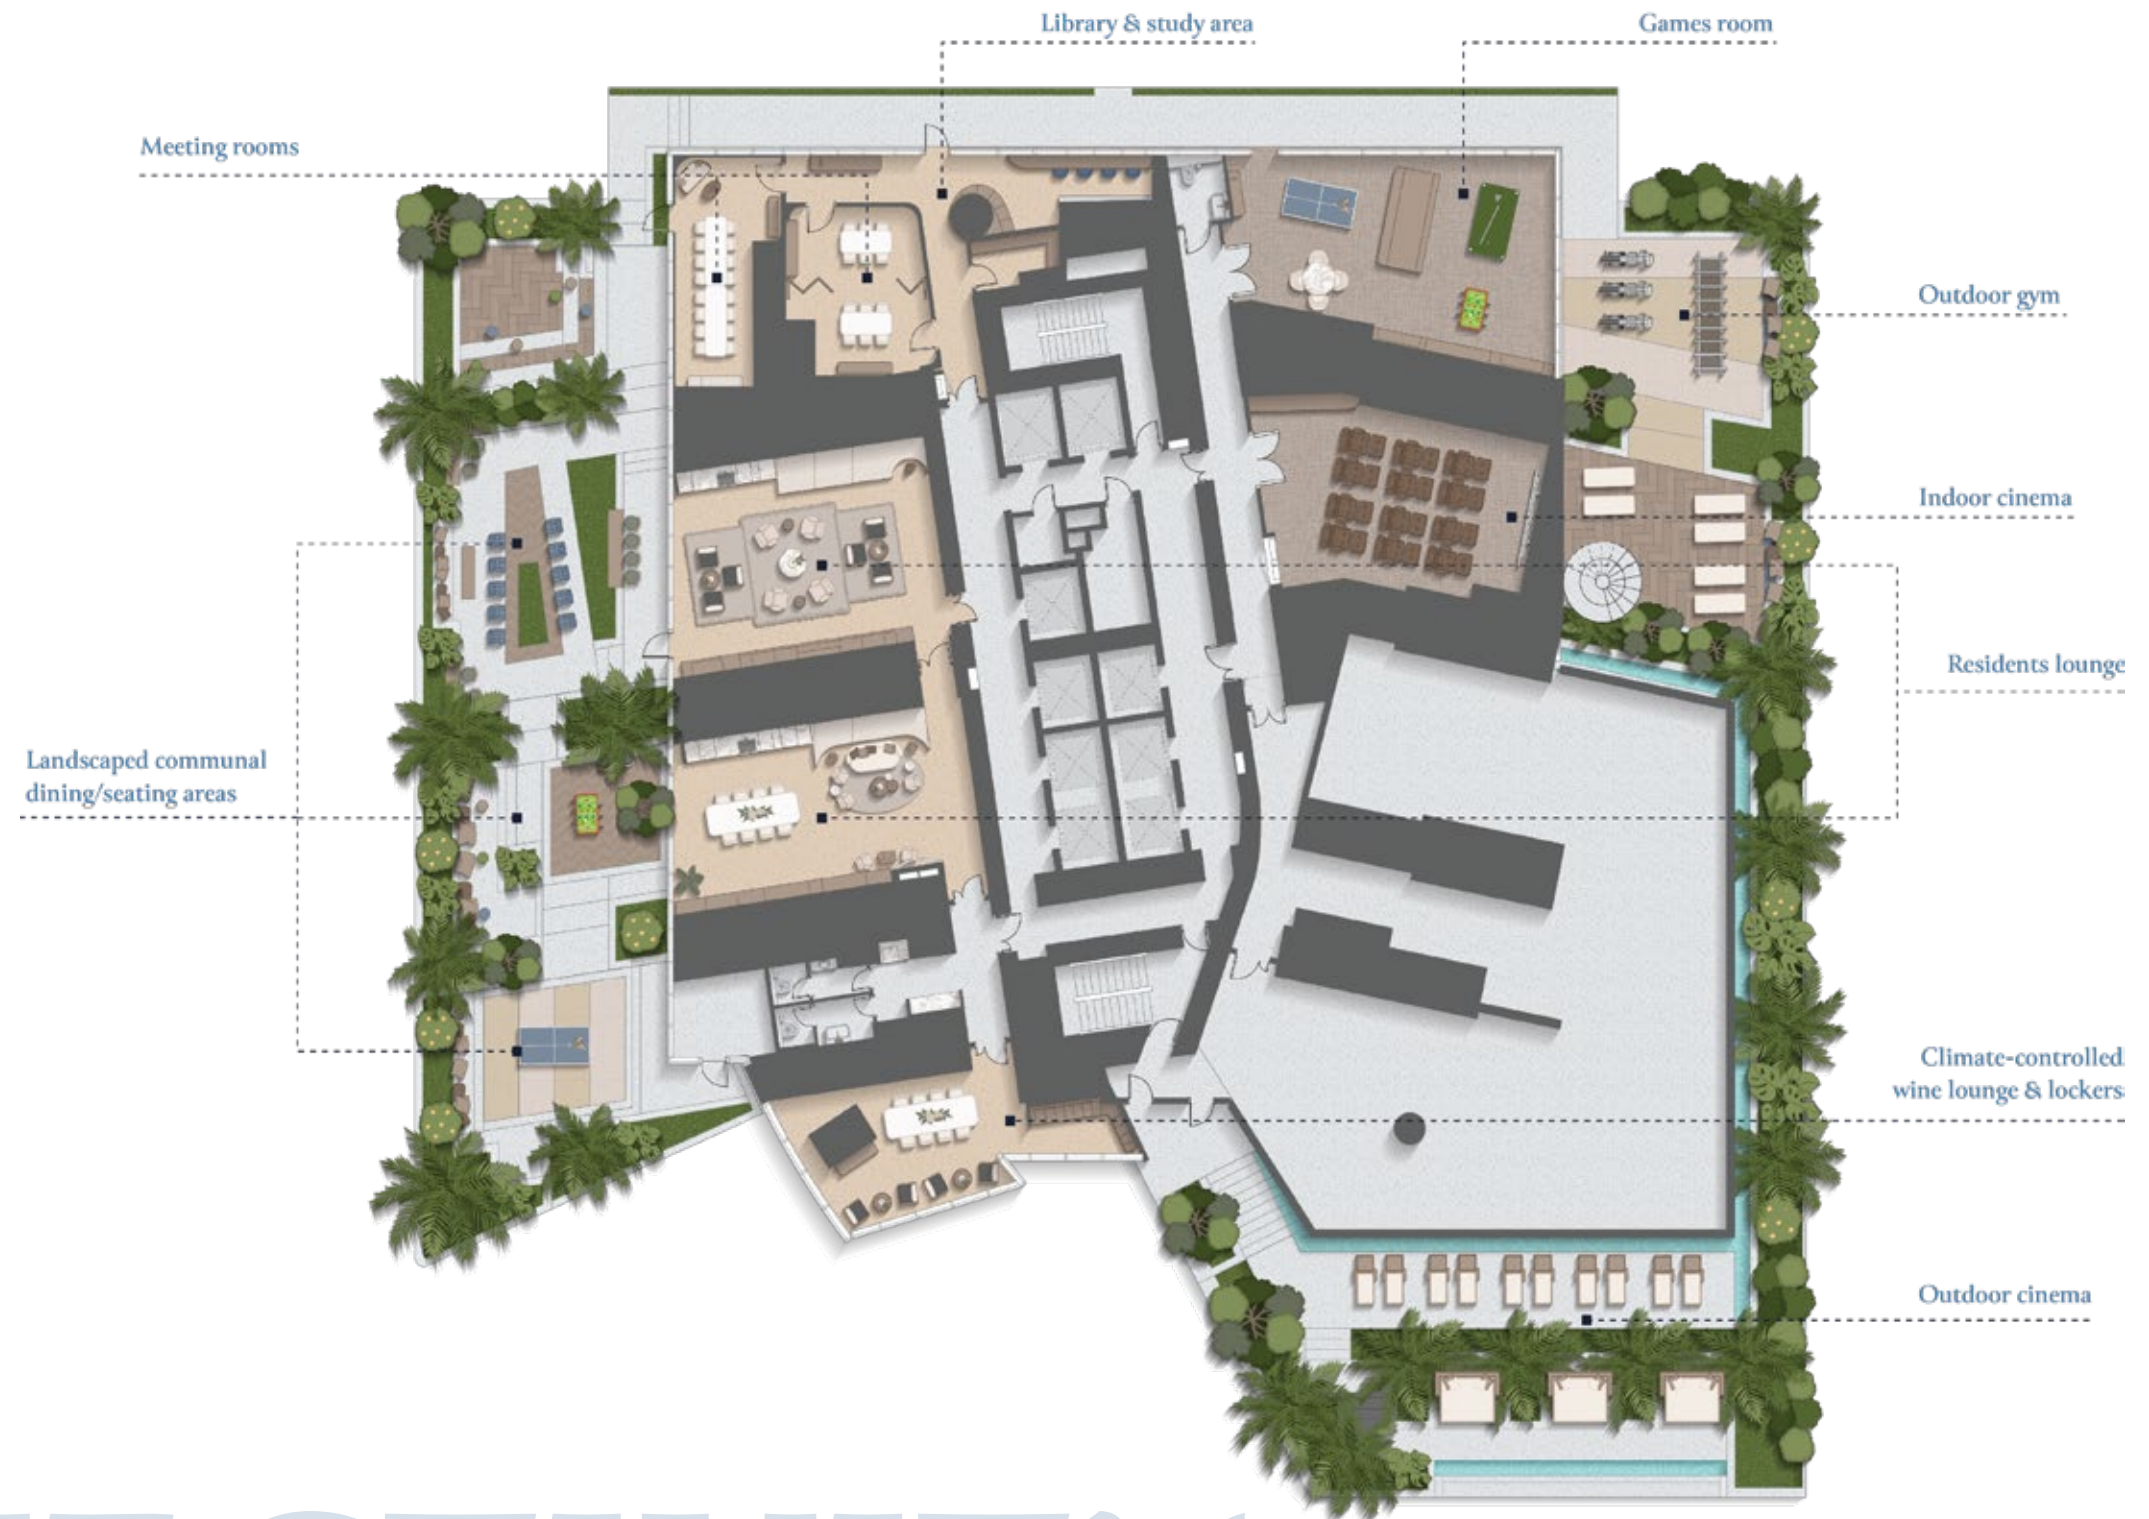 Library & study area
Games room
Meeting rooms
Outdoor gym
Indoor cinema
Residents lounge
Landscaped communal
dining/seating areas
Climate-controlled
wine lounge & lockers
Outdoor cinema